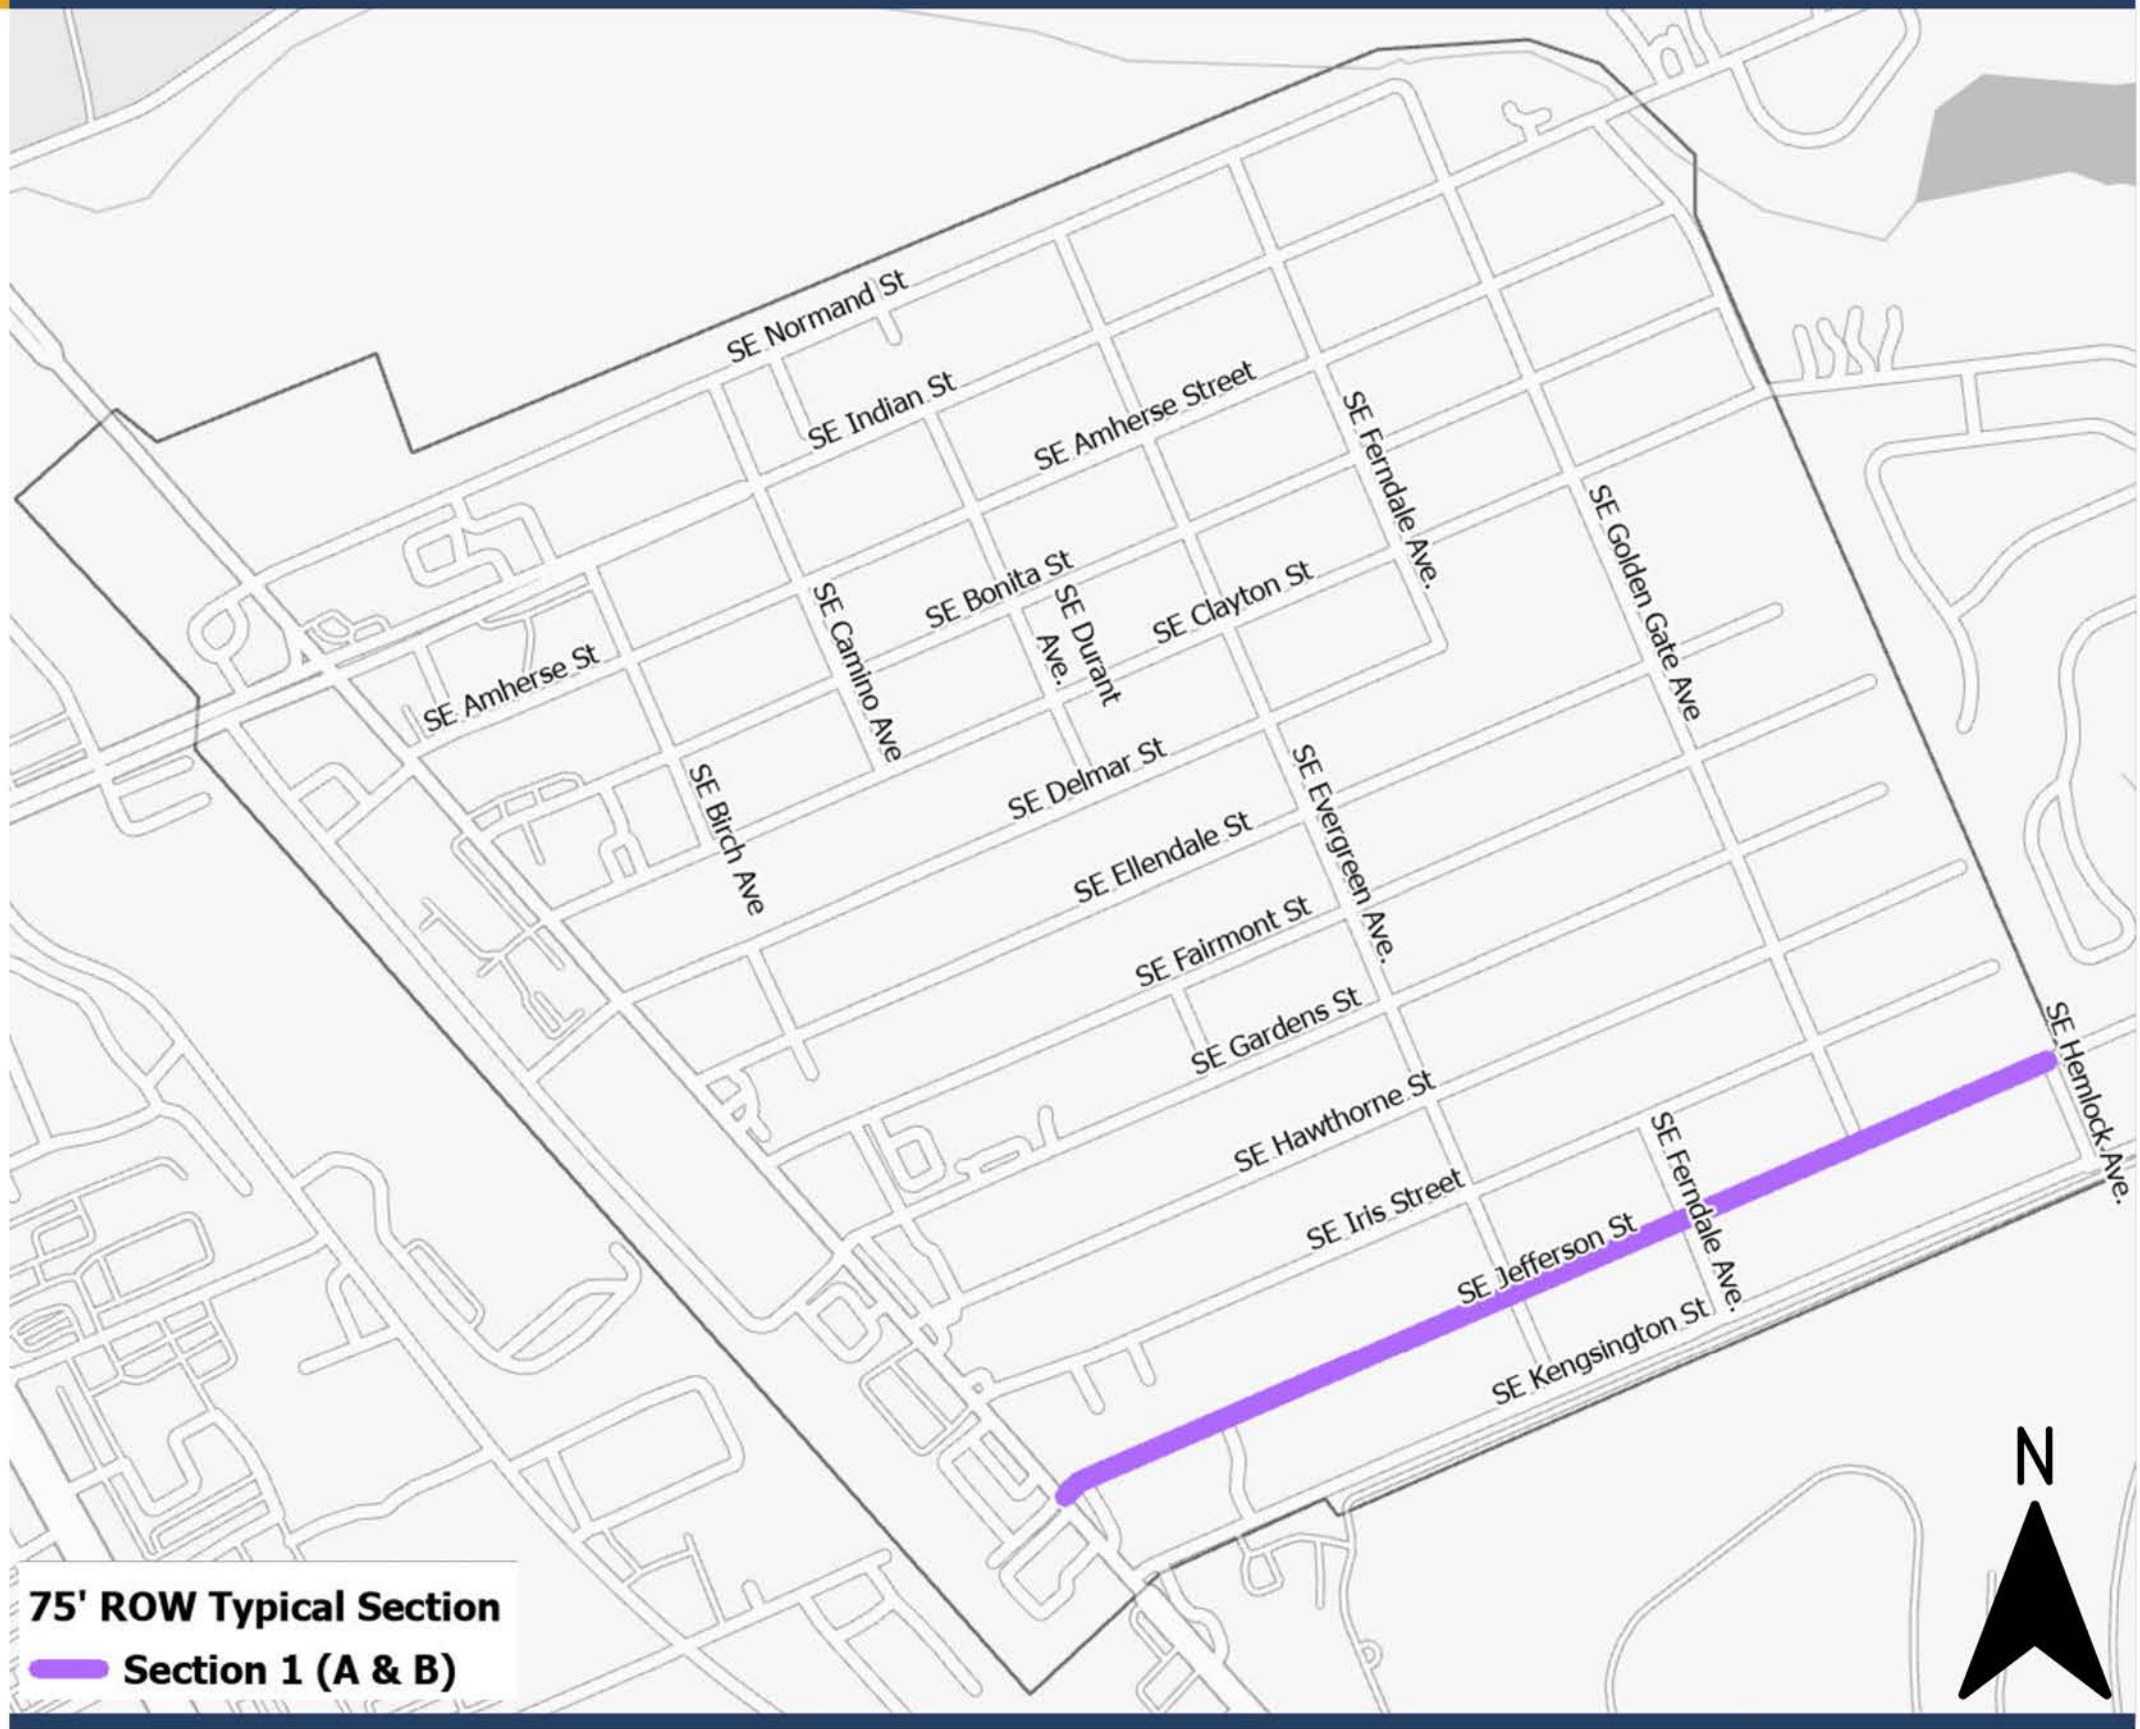 SE Normand St
SE Indian St
SE Amherse Street
SE Ferndale Ave.
SE Golden Gate Ave
SE Bonita St
SE Durant
Ave.
SE Clayton St
SE Camino Ave
SE Amherse St
SE Birch Ave
SE Delmar St
SE Evergreen Ave.
SE Ellendale St
SE Fairmont St
SE Gardens St
SE Hemlock Ave.
SE Hawthorne St
SE Ferndale Ave.
SE Iris Street
SE Jefferson St
SE Kengsington St
N
75' ROW Typical Section
Section 1 (A & B)